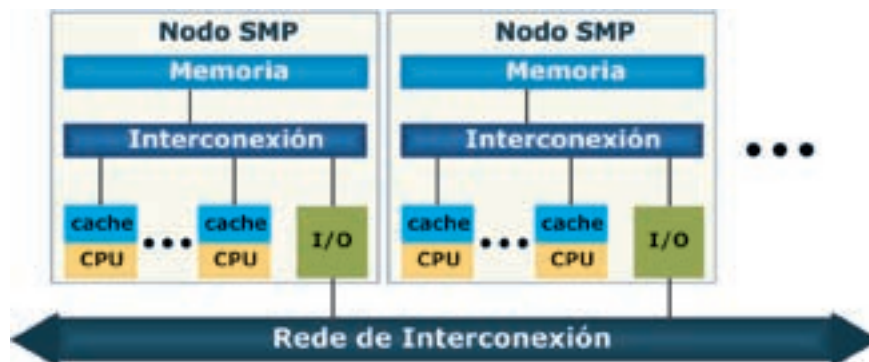 Nodo SMP
Memoria
Interconexión
cache
cache
I/O
CPU
CPU
Nodo SMP
Memoria
Interconexión
cache
cache
I/O
CPU
CPU
Rede de Interconexión